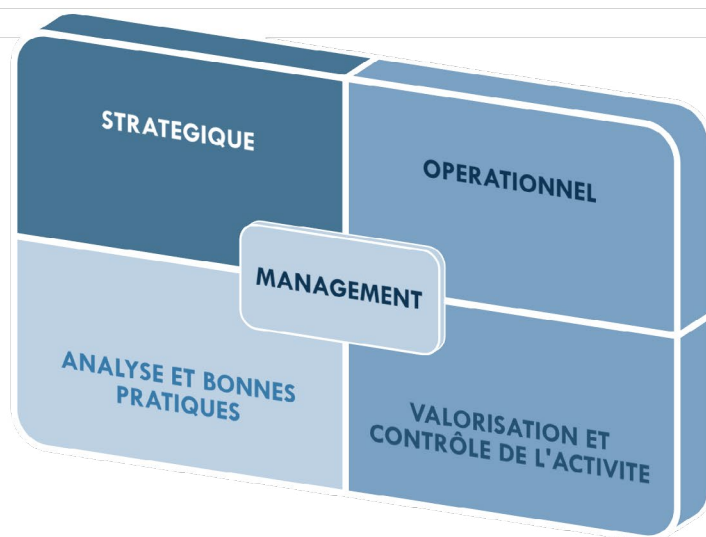 STRATEGIQUE
OPERATIONNEL
MANAGEMENT
ANALYSE ET BONNES
PRATIQUES
VALORISATION ET
CONTRÔLE DE L'ACTIVITE